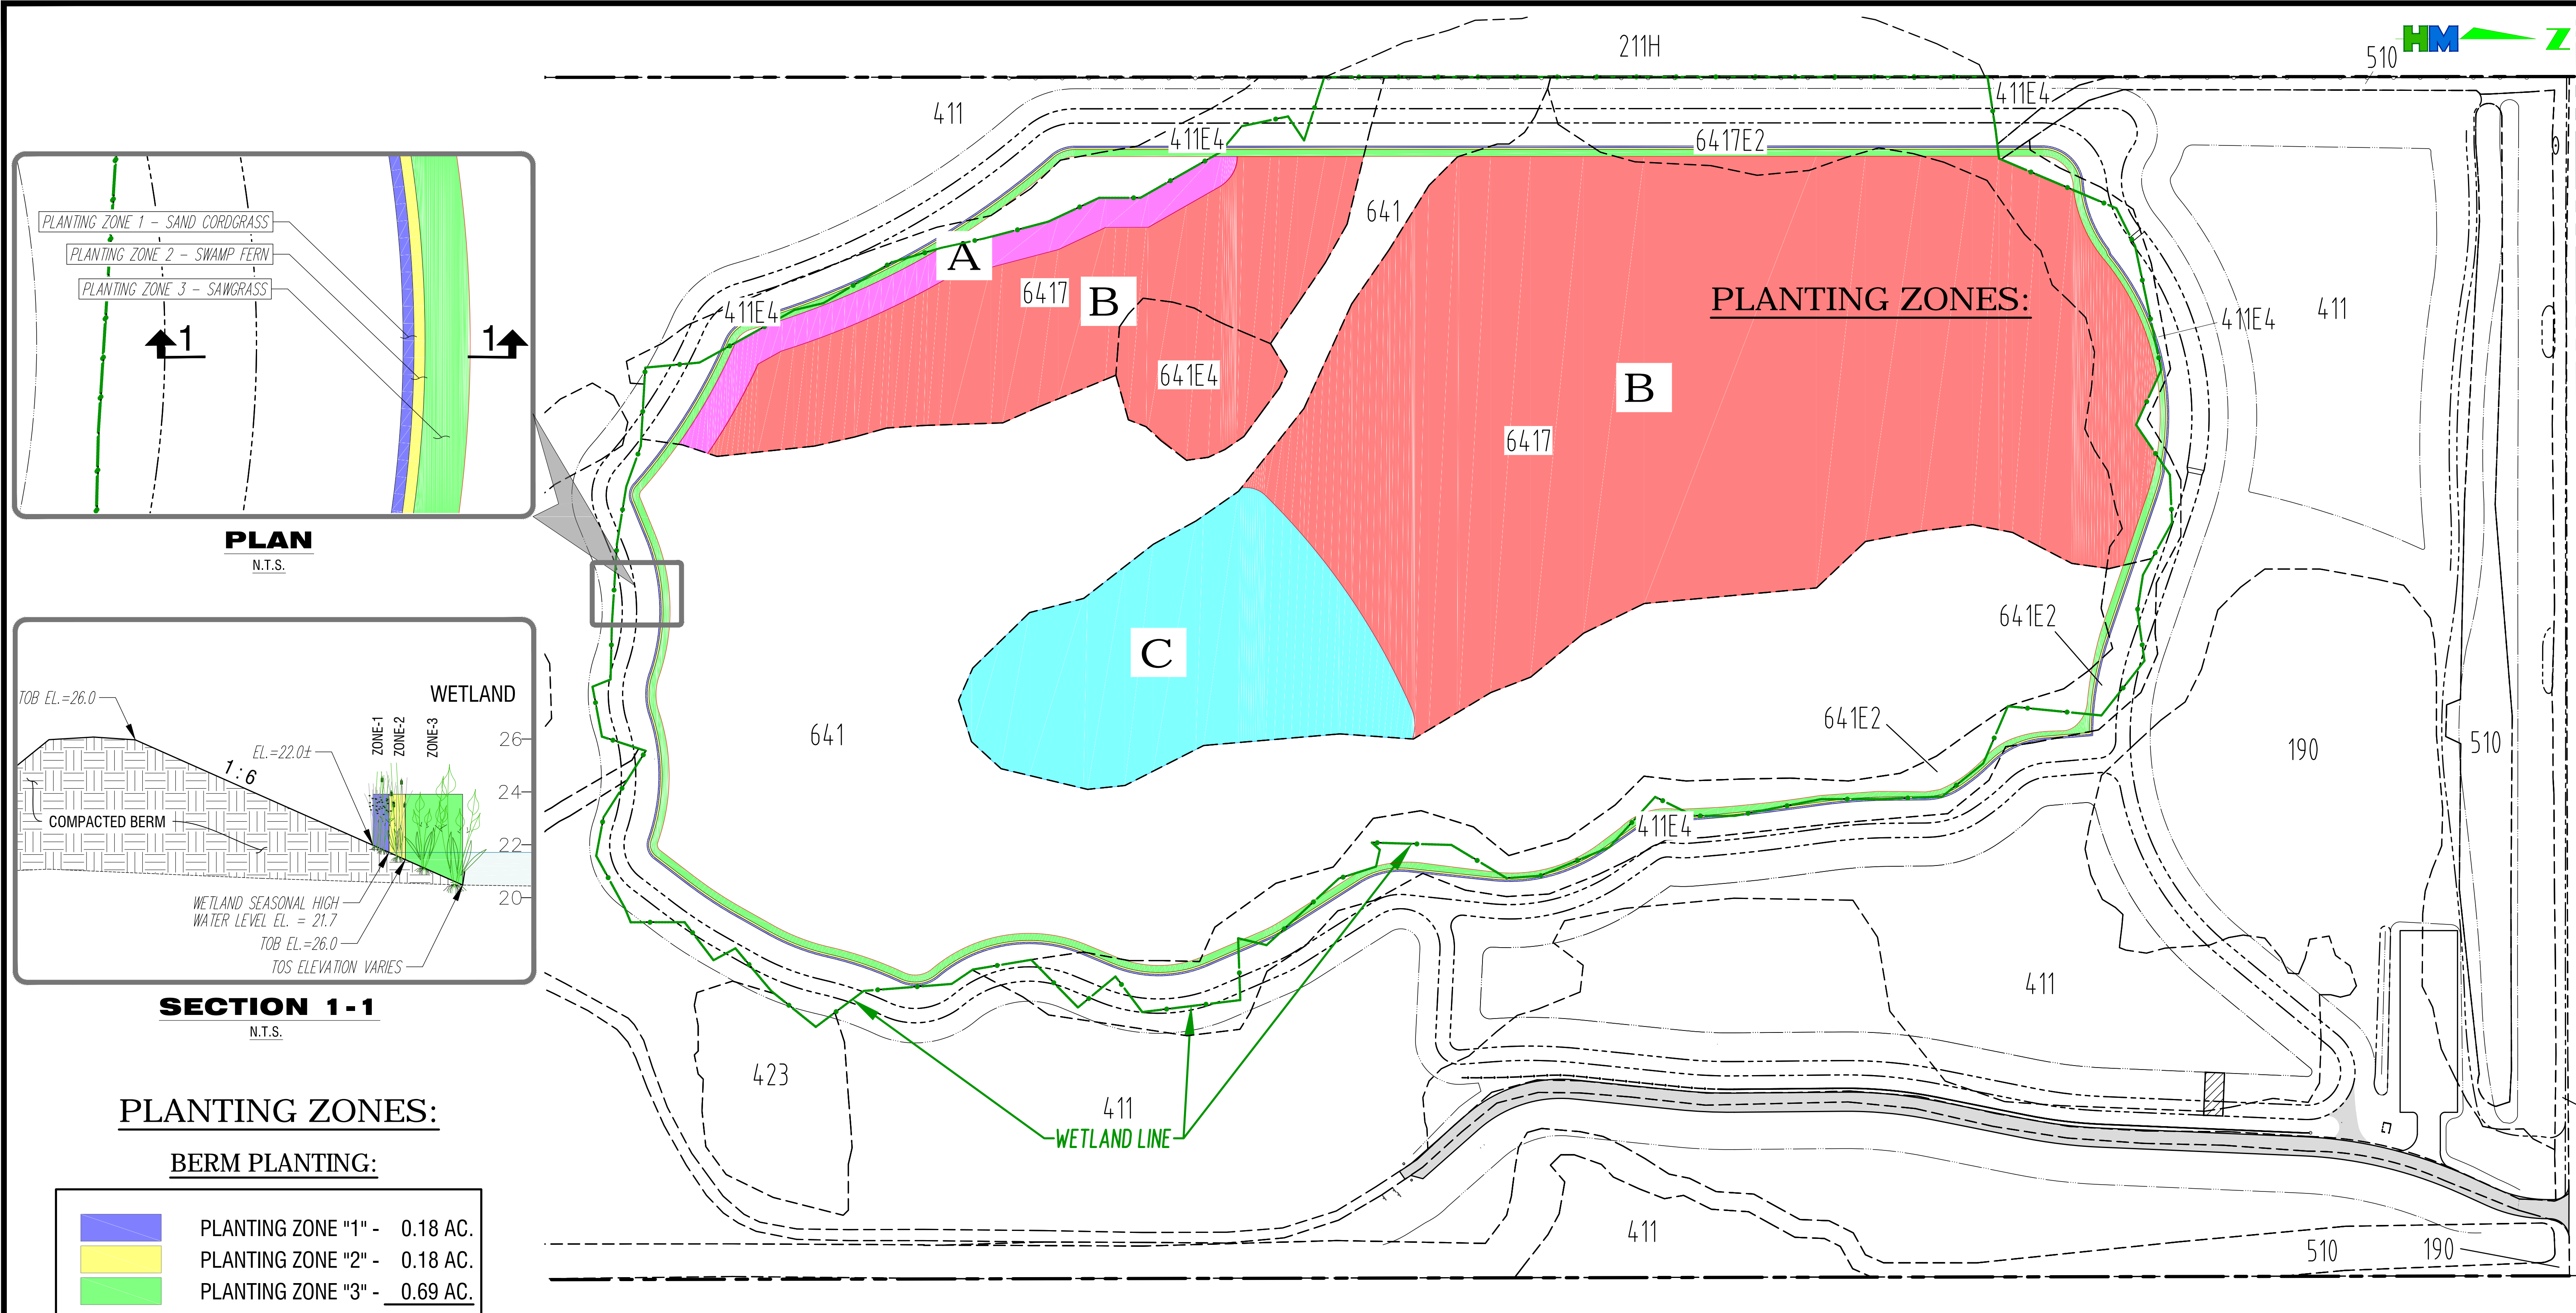 HM
Z
211H
510
411
411E4
411E4
6417E2
641
A
6417
B
411E4
641E4
PLANTING ZONES:
B
6417
411E4
411
C
641
641E2
641E2
190
510
411E4
411
423
411
WETLAND LINE
411
510
190
PLANTING ZONE 1 - SAND CORDGRASS
PLANTING ZONE 2 - SWAMP FERN
PLANTING ZONE 3 - SAWGRASS
1
1
PLAN
N.T.S.
TOB EL.=26.0
WETLAND
ZONE-1
ZONE-2
ZONE-3
EL.=22.0±
1:6
26
24
22
20
COMPACTED BERM
WETLAND SEASONAL HIGH
WATER LEVEL EL. = 21.7
TOB EL.=26.0
TOS ELEVATION VARIES
SECTION 1-1
N.T.S.
PLANTING ZONES:
BERM PLANTING:
PLANTING ZONE "1" - 0.18 AC.
PLANTING ZONE "2" - 0.18 AC.
PLANTING ZONE "3" - 0.69 AC.